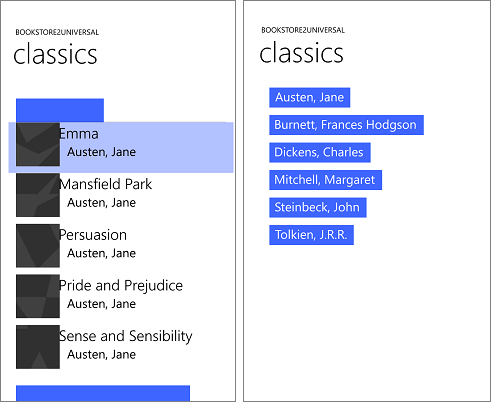 BOOKSTORE2UNIVERSAL
classics
Emma
Austen, Jane
Mansfield Park
Austen, Jane
Persuasion
Austen, Jane
Pride and Prejudice
Austen, Jane
Sense and Sensibility
Austen, Jane
BOOKSTORE2UNIVERSAL
classics
Austen, Jane
Burnett, Frances Hodgson
Dickens, Charles
Mitchell, Margaret
Steinbeck, John
Tolkien, J.R.R.